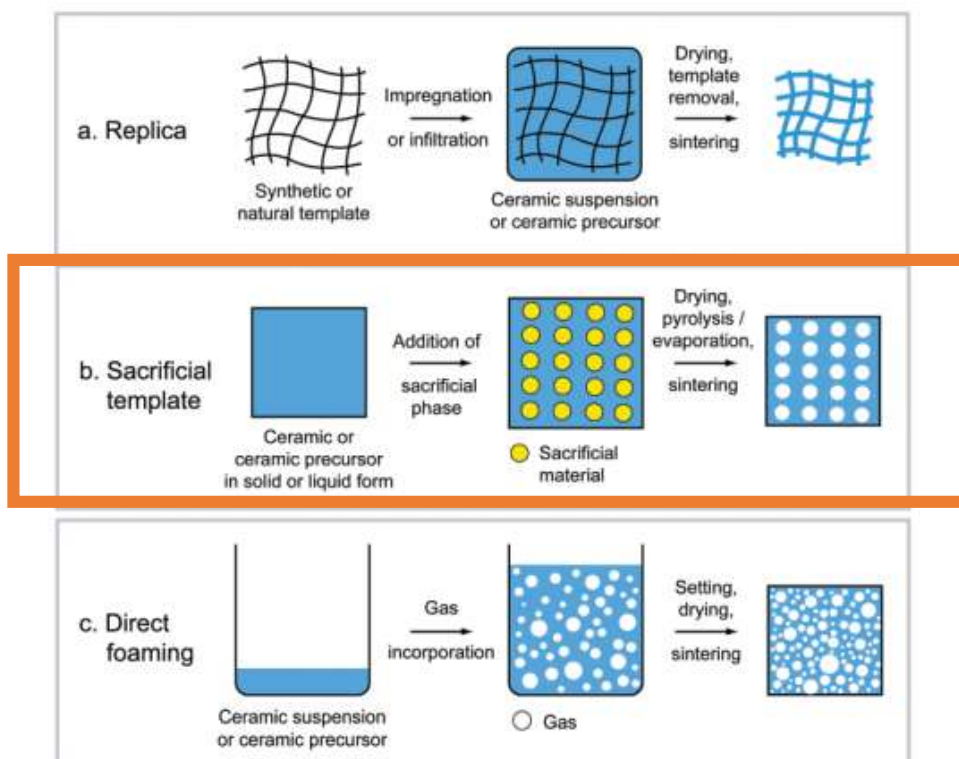 a. Replica
Synthetic or
natural template
Impregnation
or infiltration
Ceramic suspension
or ceramic precursor
Drying,
template
removal,
sintering
b. Sacrificial
template
Ceramic or
ceramic precursor
in solid or liquid form
Addition of
sacrificial
phase
Sacrificial
material
Drying,
pyrolysis /
evaporation,
sintering
c. Direct
foaming
Ceramic suspension
or ceramic precursor
Gas
incorporation
Gas
Setting,
drying,
sintering